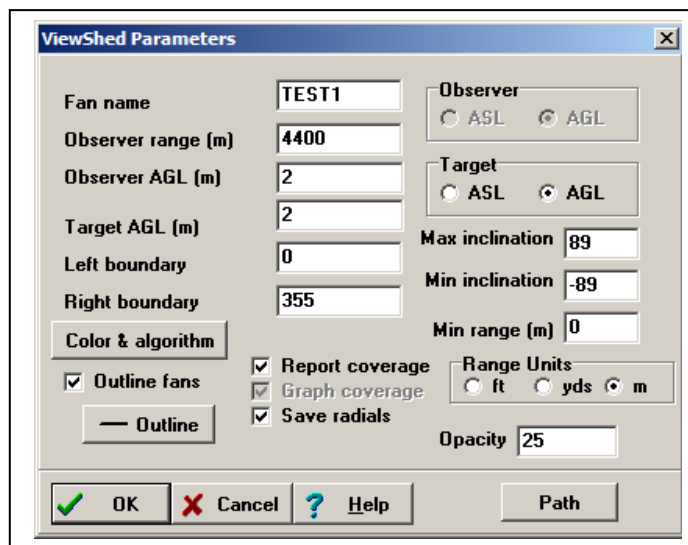 ViewShed Parameters
Fan name TEST1
Observer range (m) 4400
Observer AGL (m) 2
Target AGL (m) 2
Left boundary 0
Right boundary 355
Color & algorithm
Outline fans
Outline
Report coverage
Graph coverage
Save radials
Observer
ASL AGL
Target
ASL AGL
Max inclination 89
Min inclination -89
Min range (m) 0
Range Units
ft yds m
Opacity 25
OK Cancel Help Path